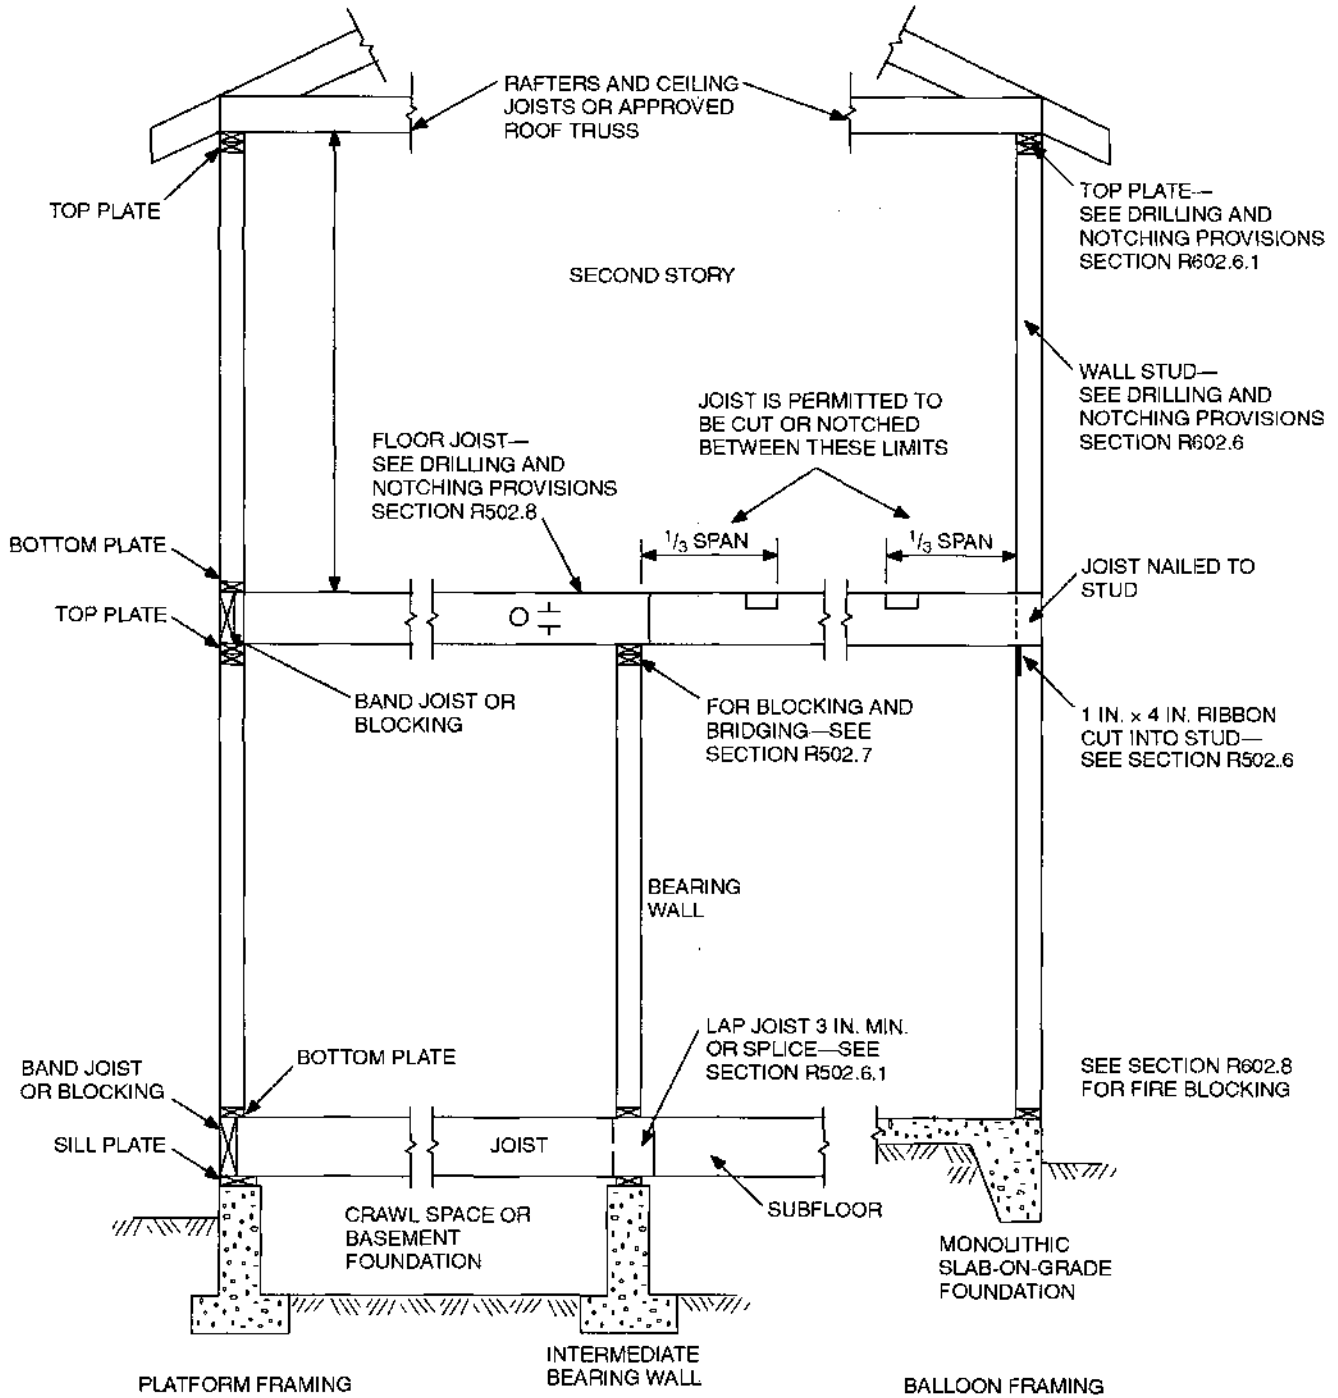 RAFTERS AND CEILING
JOISTS OR APPROVED
ROOF TRUSS
TOP PLATE
TOP PLATE—
SEE DRILLING AND
NOTCHING PROVISIONS
SECTION R602.6.1
SECOND STORY
WALL STUD—
SEE DRILLING AND
NOTCHING PROVISIONS
SECTION R602.6
JOIST IS PERMITTED TO
BE CUT OR NOTCHED
BETWEEN THESE LIMITS
FLOOR JOIST—
SEE DRILLING AND
NOTCHING PROVISIONS
SECTION R502.8
BOTTOM PLATE
1/3 SPAN
1/3 SPAN
JOIST NAILED TO
STUD
TOP PLATE
BAND JOIST OR
BLOCKING
FOR BLOCKING AND
BRIDGING—SEE
SECTION R502.7
1 IN. × 4 IN. RIBBON
CUT INTO STUD—
SEE SECTION R502.6
BEARING
WALL
LAP JOIST 3 IN. MIN.
OR SPLICE—SEE
SECTION R502.6.1
BOTTOM PLATE
BAND JOIST
OR BLOCKING
SEE SECTION R602.8
FOR FIRE BLOCKING
SILL PLATE
JOIST
SUBFLOOR
CRAWL SPACE OR
BASEMENT
FOUNDATION
MONOLITHIC
SLAB-ON-GRADE
FOUNDATION
PLATFORM FRAMING
INTERMEDIATE
BEARING WALL
BALLOON FRAMING